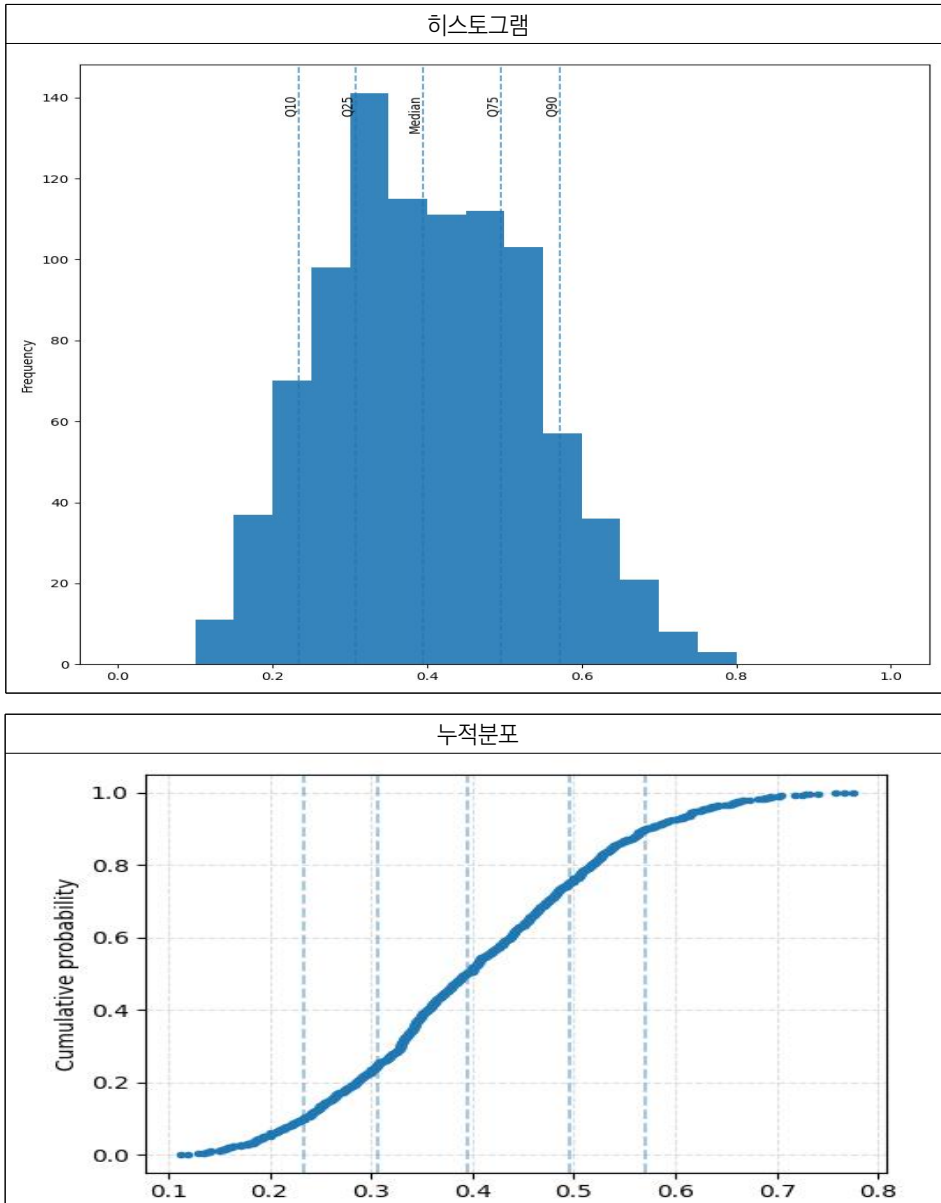 히스토그램
Q10
Q25
Median
Q75
Q90
140
120
100
80
60
40
20
0
Frequency
0.0 0.2 0.4 0.6 0.8 1.0
누적분포
1.0
0.8
0.6
0.4
0.2
0.0
Cumulative probability
0.1 0.2 0.3 0.4 0.5 0.6 0.7 0.8